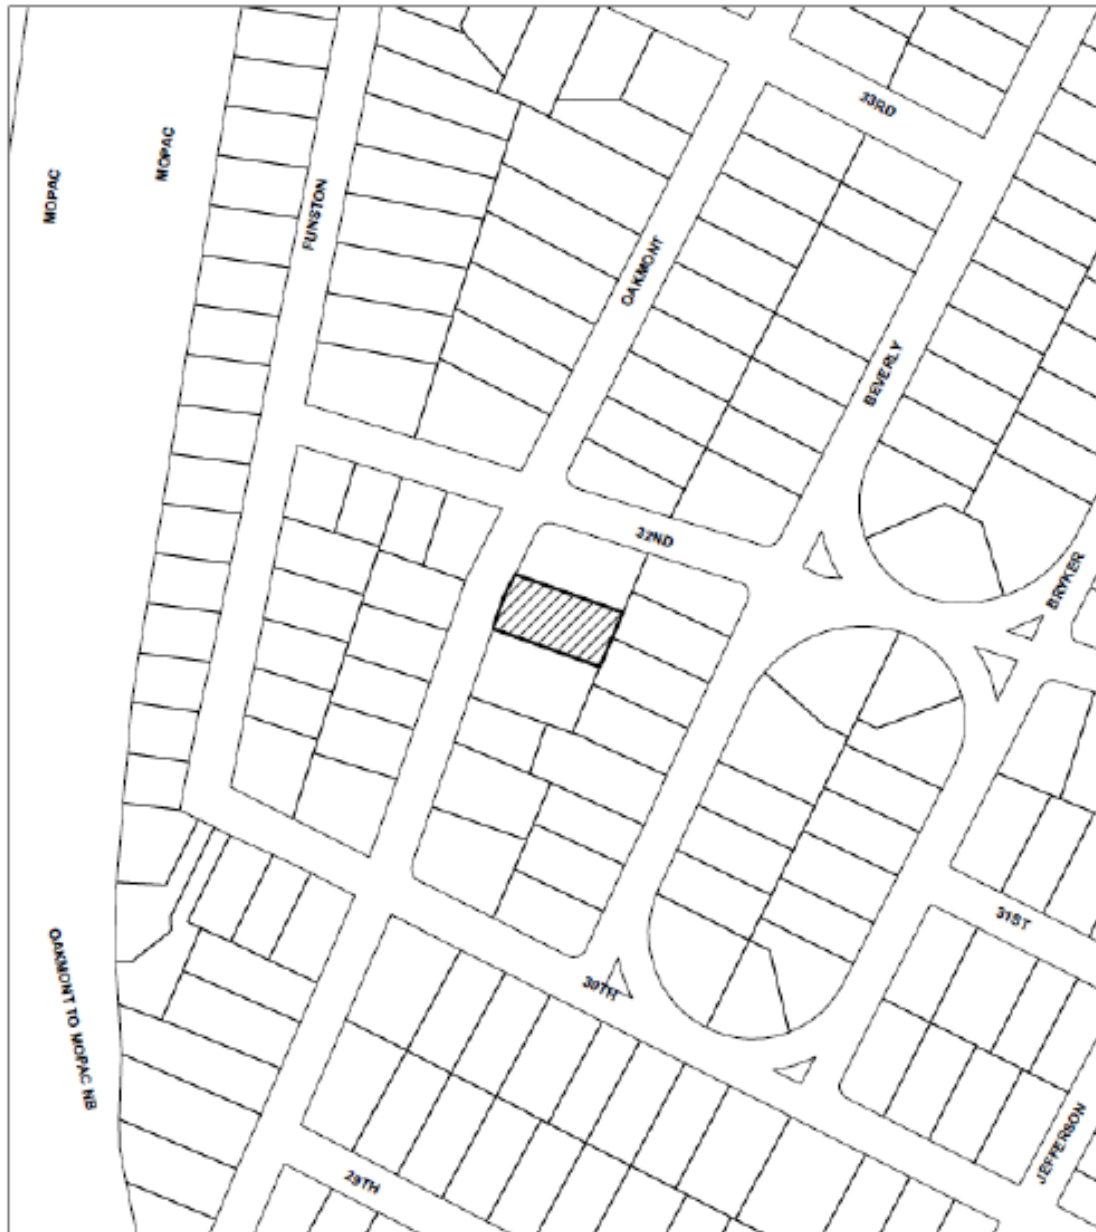 33RD
MOPAC
MOPAC
FUNSTON
OAKMONT
BEVERLY
32ND
BRYKER
31ST
30TH
OAKMONT TO MOPAC NB
JEFFERSON
29TH